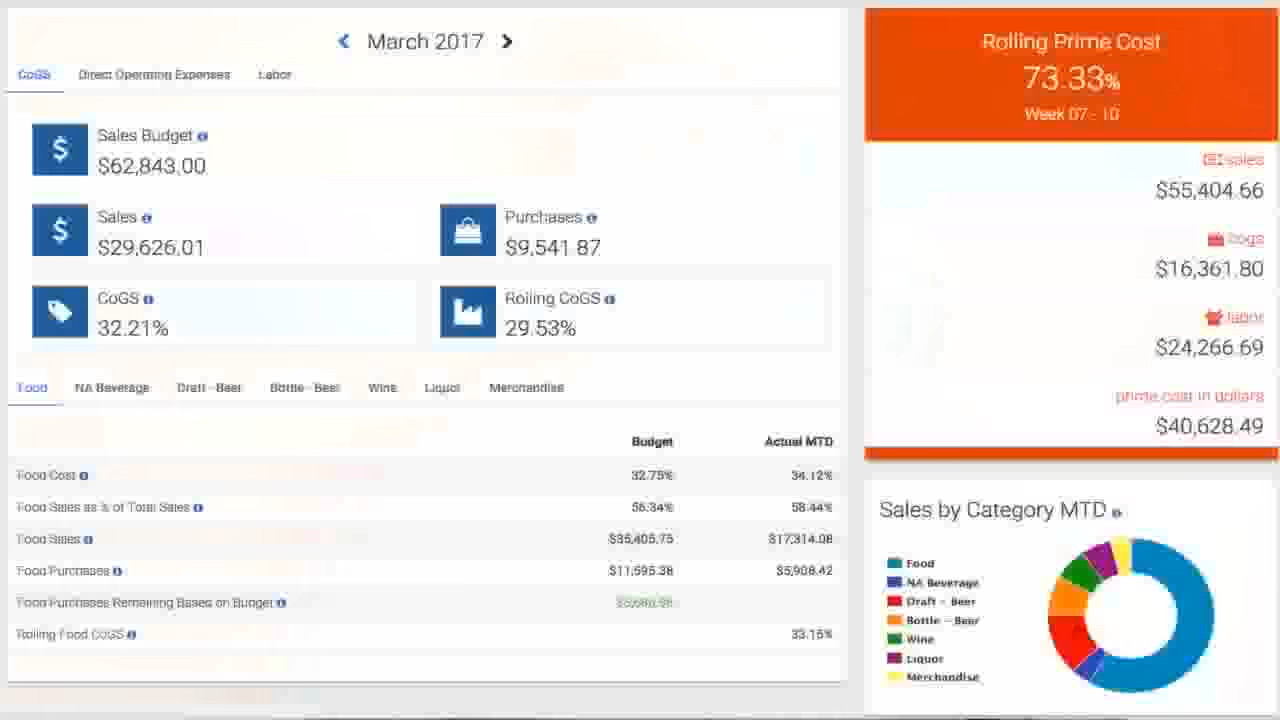 March 2017
CoGS Direct Operating Expenses Labor
Sales Budget
$62,843.00
Sales
$29,626.01
Purchases
$9,541.87
CoGS
32.21%
Rolling CoGS
29.53%
Food NA Beverage Draft - Beer Bottle - Beer Wine Liquor Merchandise
Budget Actual MTD
Food Cost 32.75% 34.12%
Food Sales as % of Total Sales 56.34% 58.44%
Food Sales $35,405.75 $17,314.08
Food Purchases $11,595.38 $5,908.42
Food Purchases Remaining Based on Budget
Rolling Food CoGS 33.15%
Rolling Prime Cost
73.33%
Week 07 - 10
sales
$55,404.66
cogs
$16,361.80
labor
$24,266.69
prime cost in dollars
$40,628.49
Sales by Category MTD
Food
NA Beverage
Draft - Beer
Bottle - Beer
Wine
Liquor
Merchandise